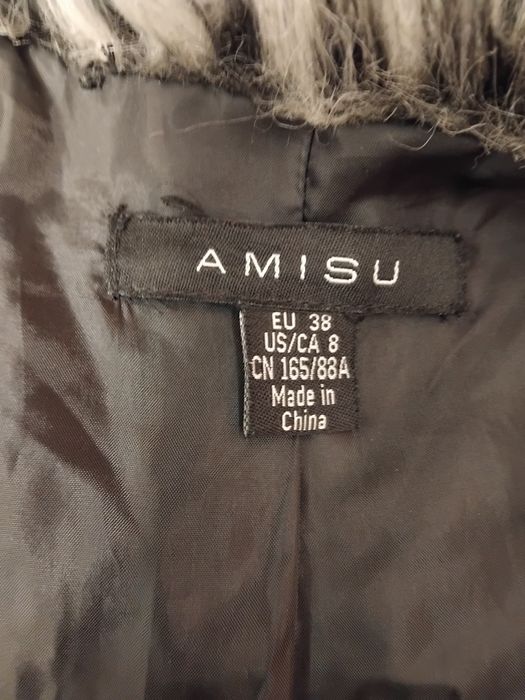 AMISU
EU 38
US/CA 8
CN 165/88A
Made in
China